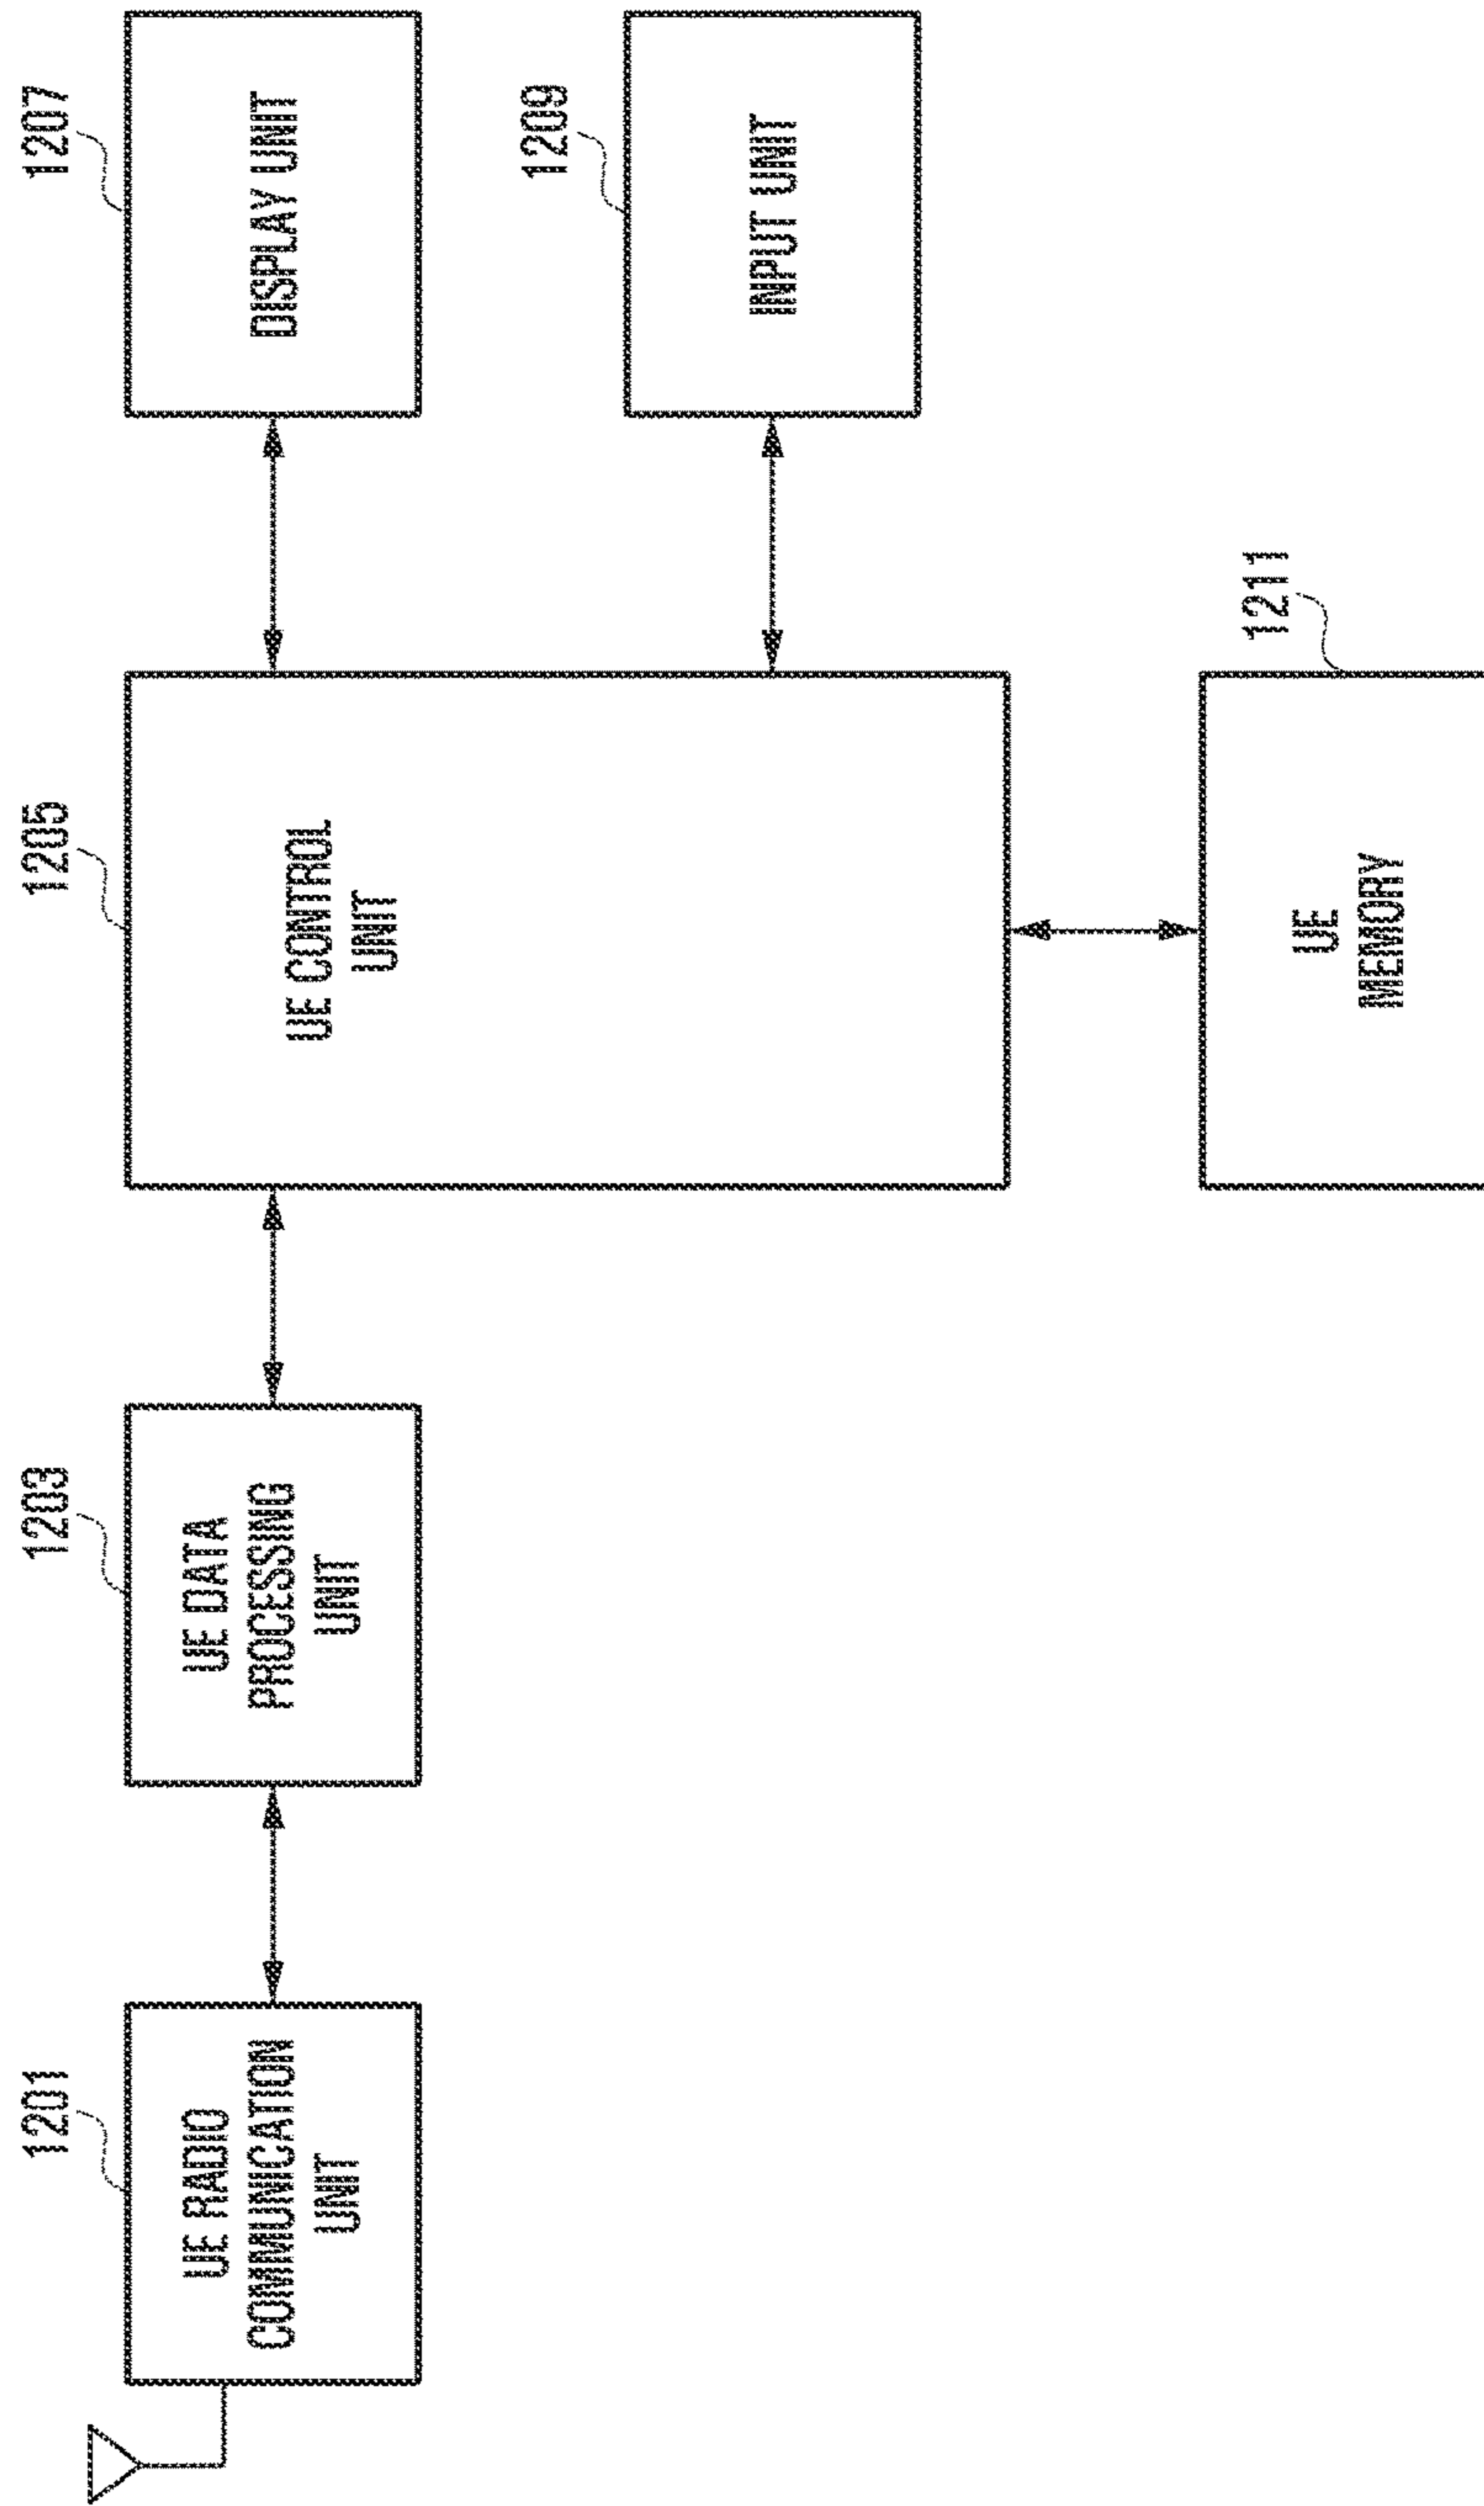 1201
UE RADIO
COMMUNICATION
UNIT
1203
UE DATA
PROCESSING
UNIT
1205
UE CONTROL
UNIT
1207
DISPLAY UNIT
1209
INPUT UNIT
1211
UE
MEMORY